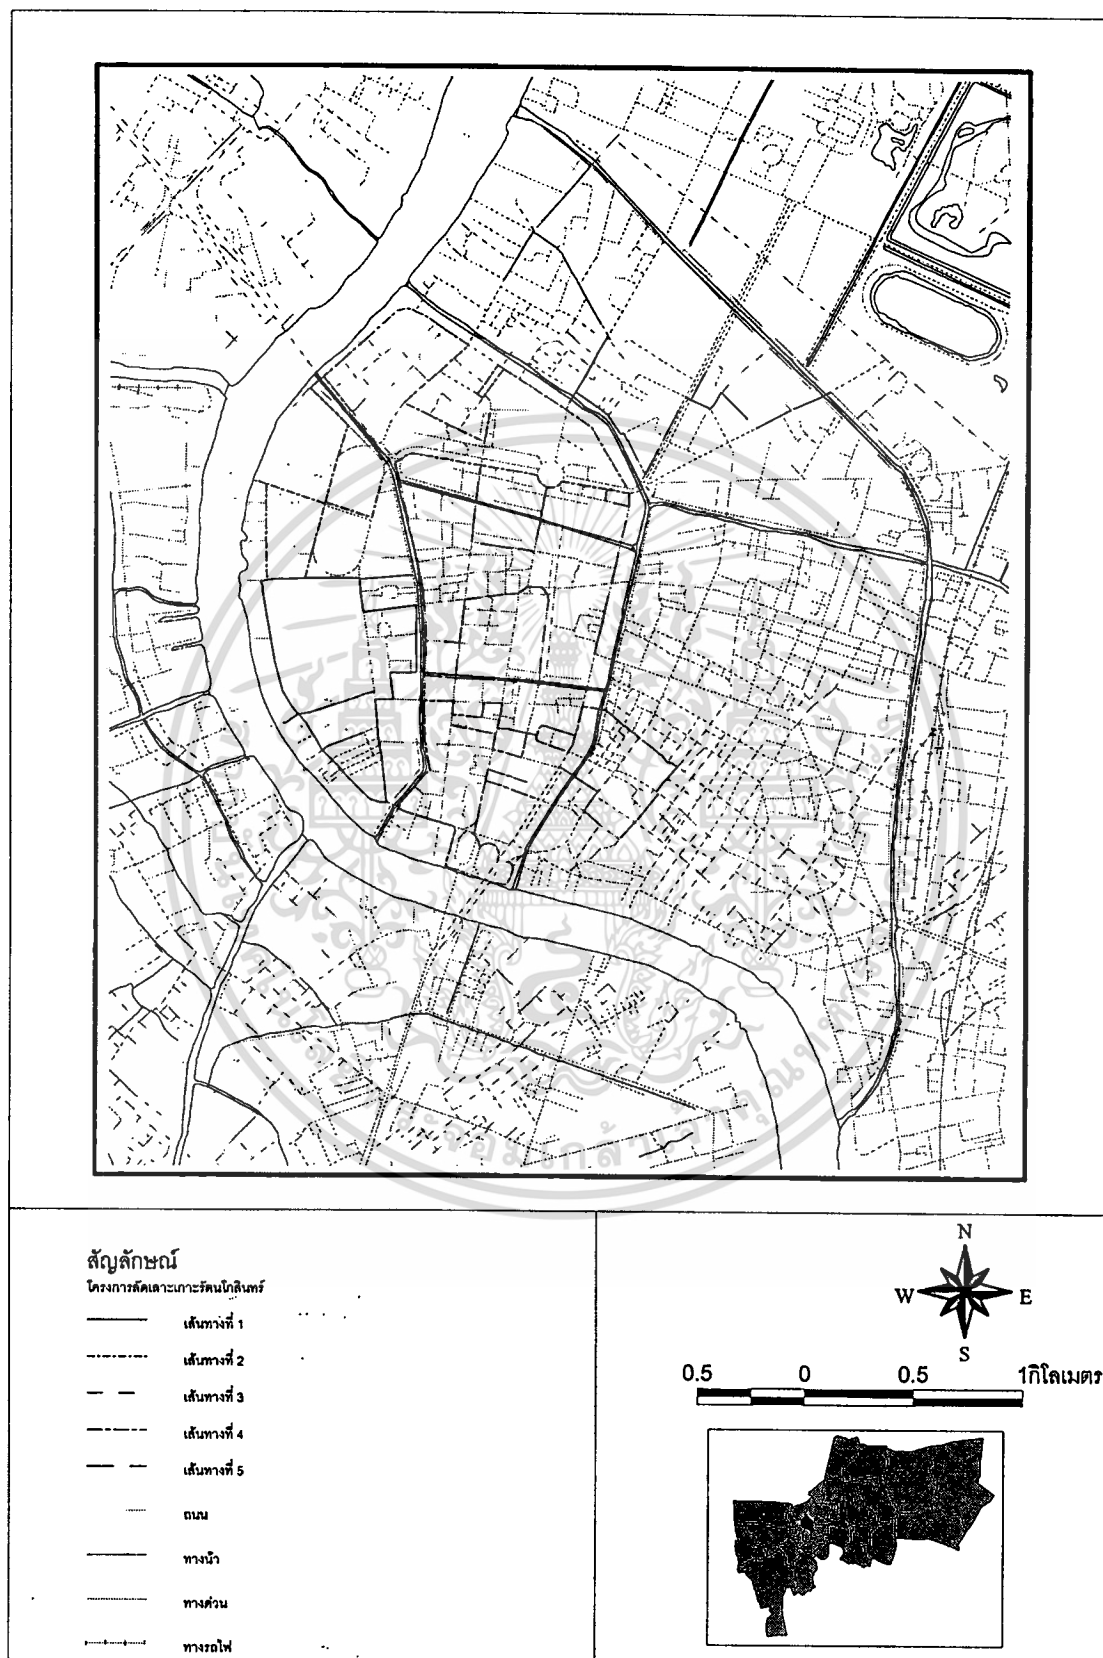 สัญลักษณ์
โครงการลัดเลาะเกาะรัตนโกสินทร์
เส้นทางที่ 1
เส้นทางที่ 2
เส้นทางที่ 3
เส้นทางที่ 4
เส้นทางที่ 5
ถนน
ทางน้ำ
ทางด่วน
ทางรถไฟ
N
W E
S
0.5 0 0.5 1กิโลเมตร